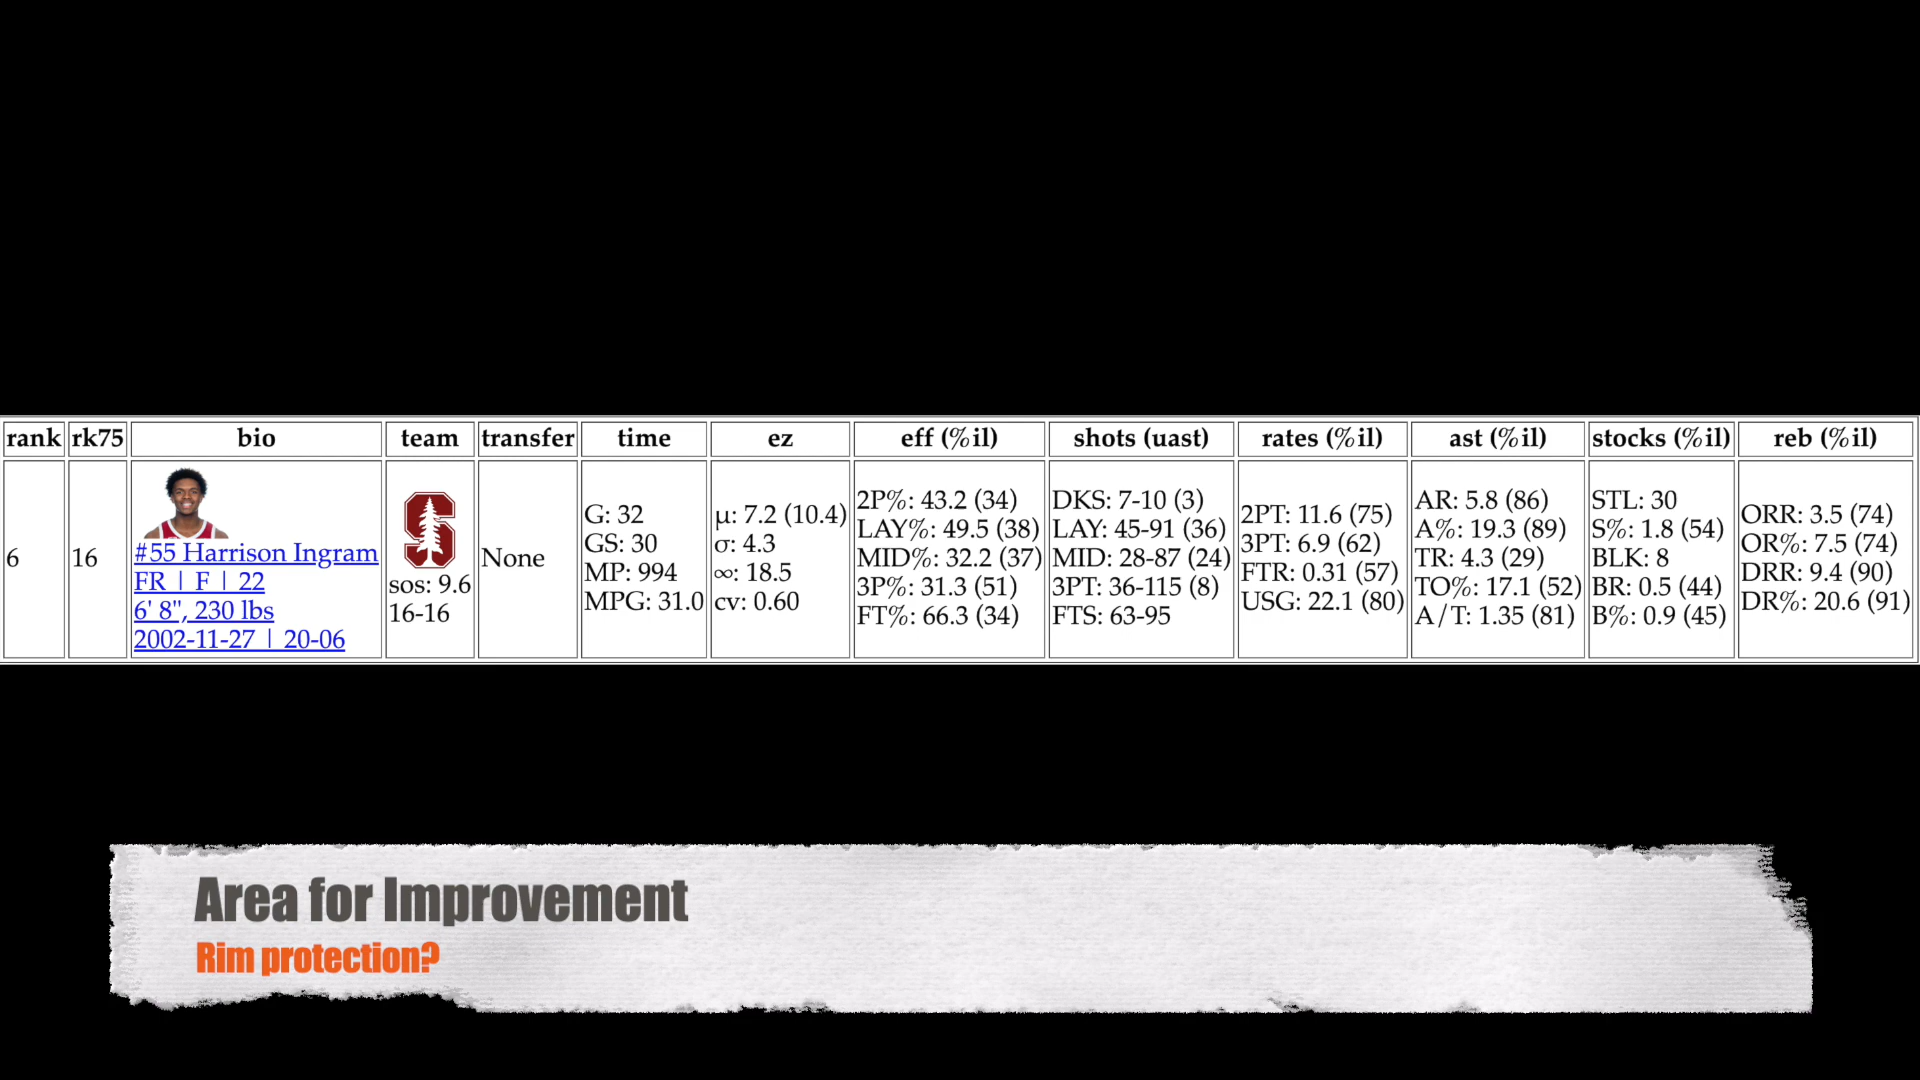 rank rk75 bio team transfer time ez eff (%il) shots (uast) rates (%il) ast (%il) stocks (%il) reb (%il)
6
16
#55 Harrison Ingram
FR | F | 22
6' 8", 230 lbs
2002-11-27 | 20-06
S
sos: 9.6
16-16
None
G: 32
GS: 30
MP: 994
MPG: 31.0
μ: 7.2 (10.4)
σ: 4.3
∞: 18.5
cv: 0.60
2P%: 43.2 (34)
LAY%: 49.5 (38)
MID%: 32.2 (37)
3P%: 31.3 (51)
FT%: 66.3 (34)
DKS: 7-10 (3)
LAY: 45-91 (36)
MID: 28-87 (24)
3PT: 36-115 (8)
FTS: 63-95
2PT: 11.6 (75)
3PT: 6.9 (62)
FTR: 0.31 (57)
USG: 22.1 (80)
AR: 5.8 (86)
A%: 19.3 (89)
TR: 4.3 (29)
TO%: 17.1 (52)
A/T: 1.35 (81)
STL: 30
S%: 1.8 (54)
BLK: 8
BR: 0.5 (44)
B%: 0.9 (45)
ORR: 3.5 (74)
OR%: 7.5 (74)
DRR: 9.4 (90)
DR%: 20.6 (91)
Area for Improvement
Rim protection?